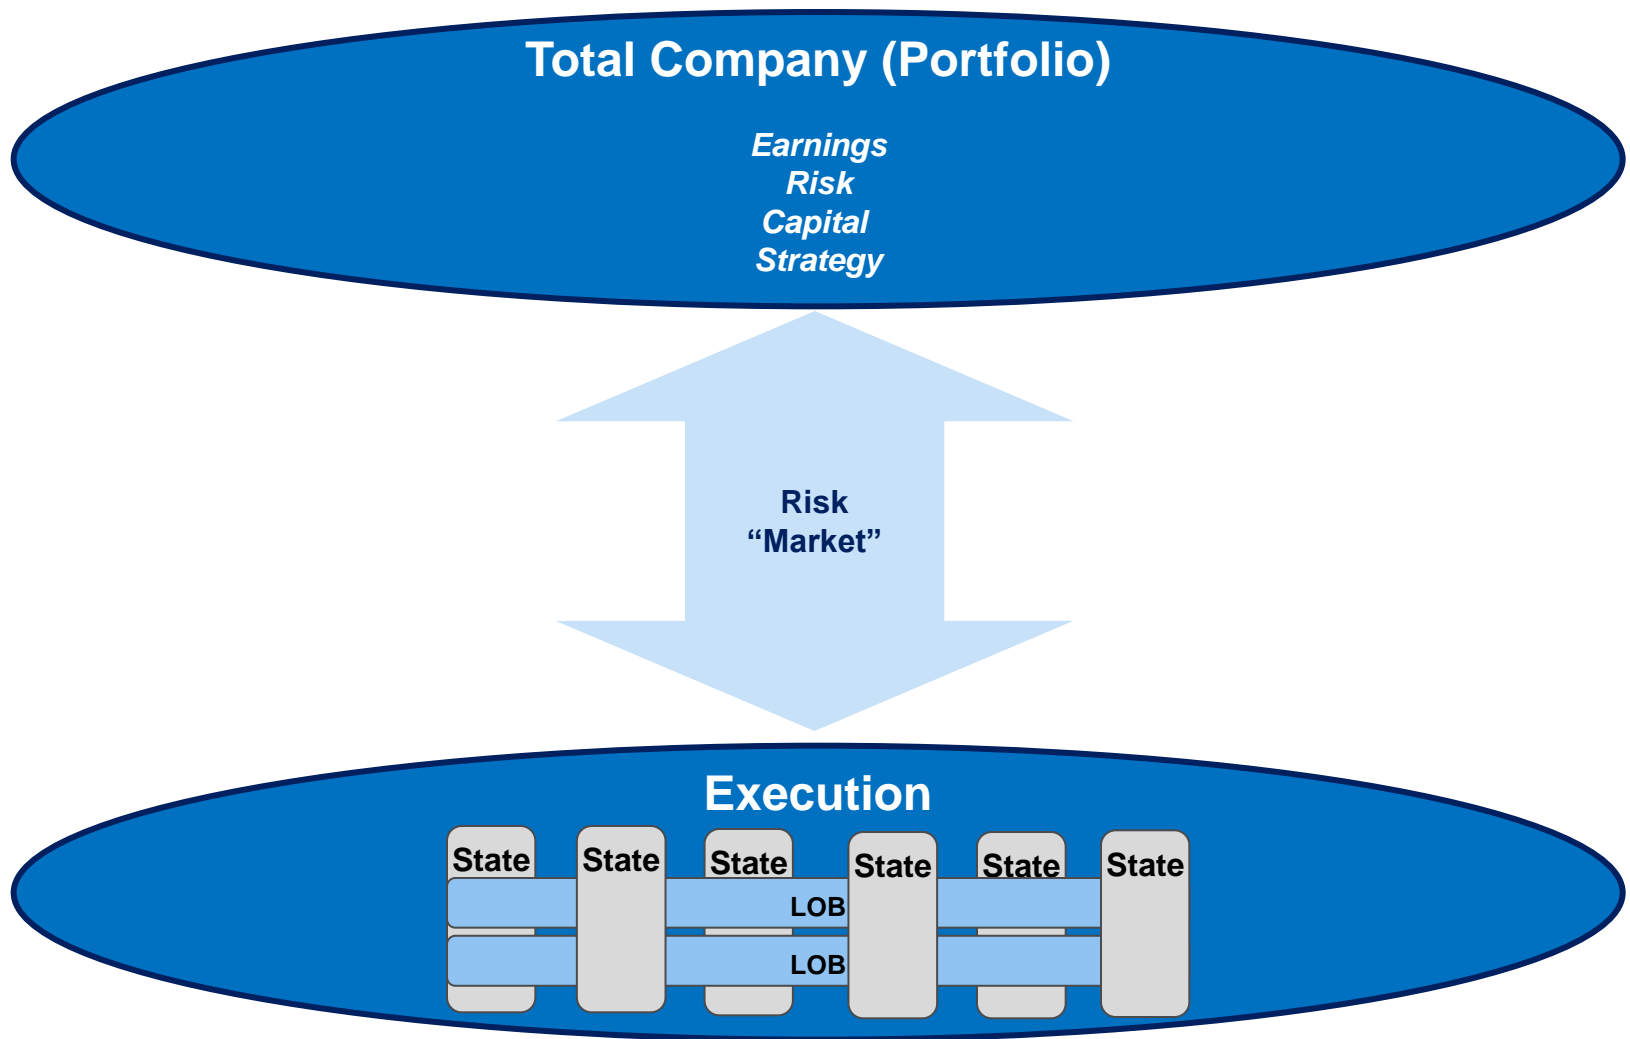 Total Company (Portfolio)
Earnings
Risk
Capital
Strategy
Risk
“Market”
Execution
State State State State State State
LOB
LOB